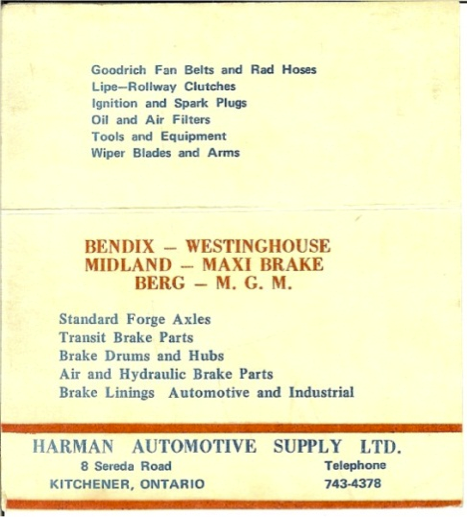 Goodrich Fan Belts and Rad Hoses
Lipe—Rollway Clutches
Ignition and Spark Plugs
Oil and Air Filters
Tools and Equipment
Wiper Blades and Arms
BENDIX — WESTINGHOUSE
MIDLAND — MAXI BRAKE
BERG — M. G. M.
Standard Forge Axles
Transit Brake Parts
Brake Drums and Hubs
Air and Hydraulic Brake Parts
Brake Linings Automotive and Industrial
HARMAN AUTOMOTIVE SUPPLY LTD.
8 Sereda Road Telephone
KITCHENER, ONTARIO 743-4378